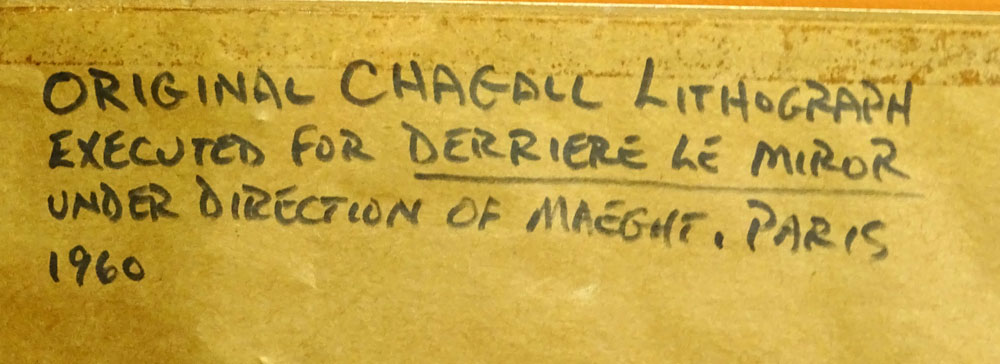 ORIGINAL CHAGALL LITHOGRAPH
EXECUTED FOR DERRIERE LE MIROR
UNDER DIRECTION OF MAEGHT, PARIS
1960